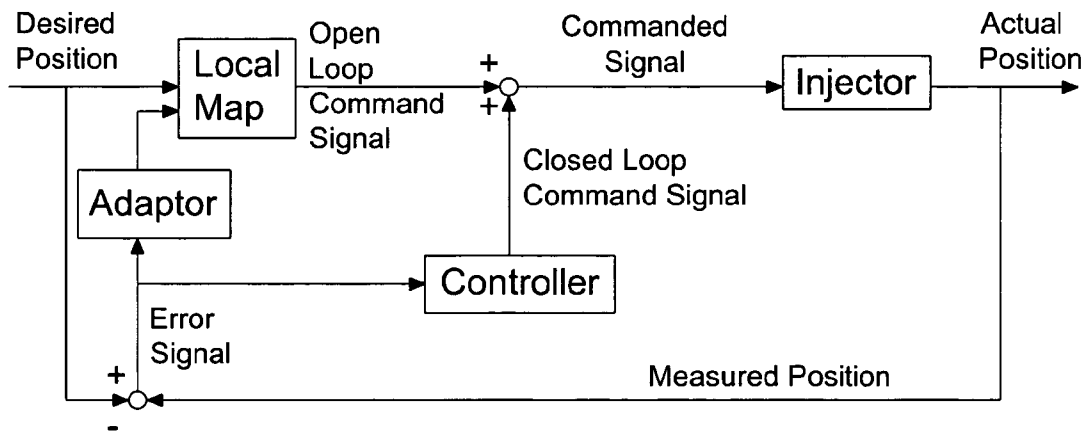 Desired
Position
Local
Map
Open
Loop
Command
Signal
+
+
Commanded
Signal
Injector
Actual
Position
Adaptor
Closed Loop
Command Signal
Controller
Error
Signal
+
-
Measured Position